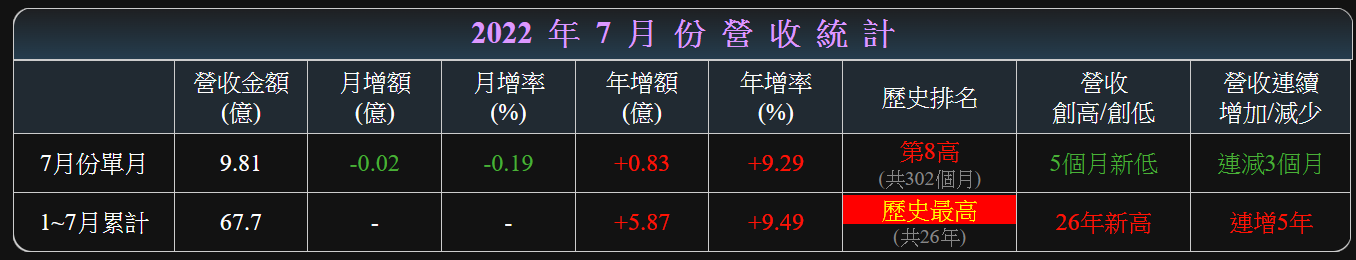 2022 年 7 月 份 營 收 統 計
營收金額 月增額 月增率 年增額 年增率 歷史排名 營收 營收連續
(億) (億) (%) (億) (%) 創高/創低 增加/減少
7月份單月 9.81 -0.02 -0.19 +0.83 +9.29 第8高 5個月新低 連減3個月
(共302個月)
1~7月累計 67.7 - - +5.87 +9.49 歷史最高 26年新高 連增5年
(共26年)